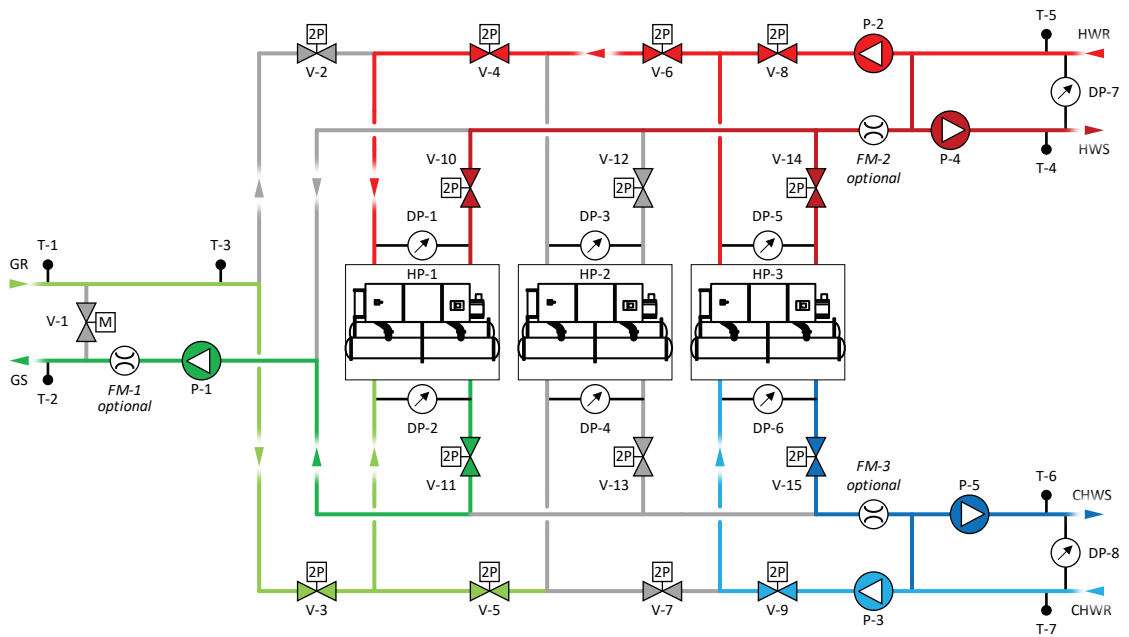 T-5
P-2
2P
2P
2P
2P
HWR
V-2
V-4
V-6
V-8
DP-7
V-10
V-12
V-14
FM-2
optional
P-4
HWS
T-4
2P
2P
2P
DP-1
DP-3
DP-5
T-1
T-3
GR
HP-1
HP-2
HP-3
V-1
M
GS
T-2
FM-1
optional
P-1
DP-2
DP-4
DP-6
2P
2P
2P
V-11
V-13
V-15
FM-3
optional
P-5
T-6
CHWS
DP-8
2P
2P
2P
2P
V-3
V-5
V-7
V-9
P-3
T-7
CHWR